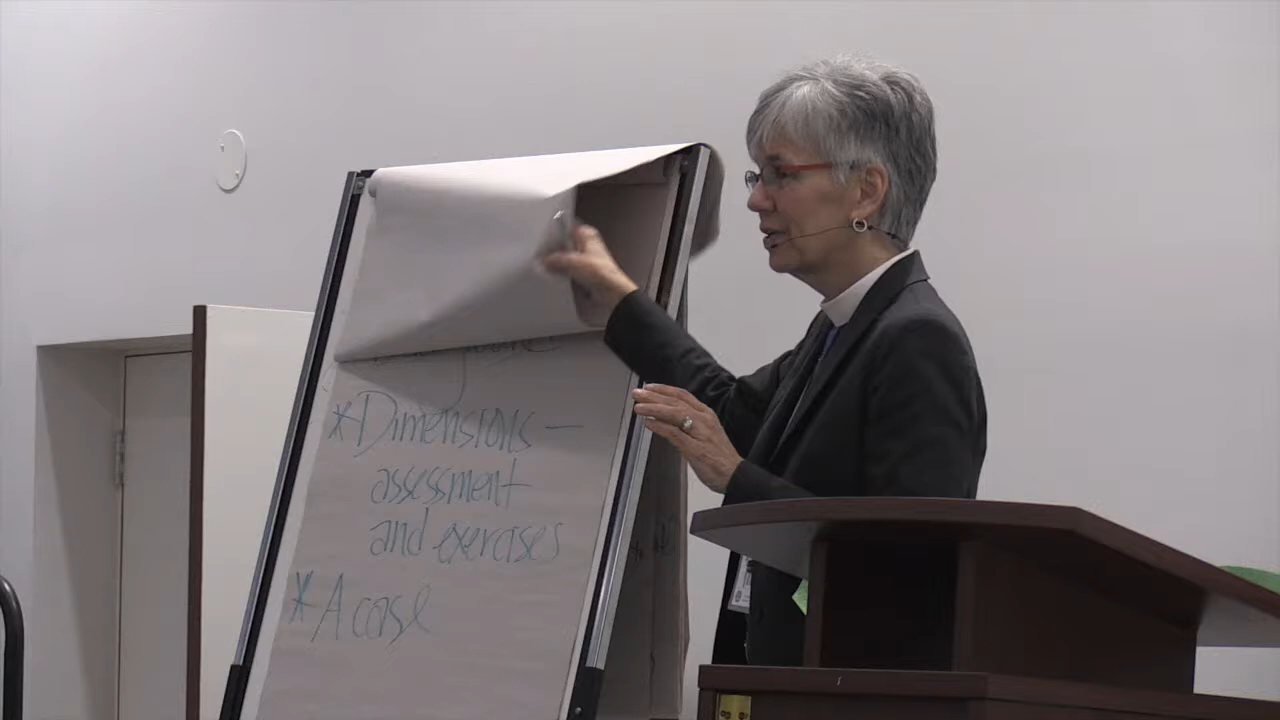 *Dimensions —
assessment
and exercises
* A case